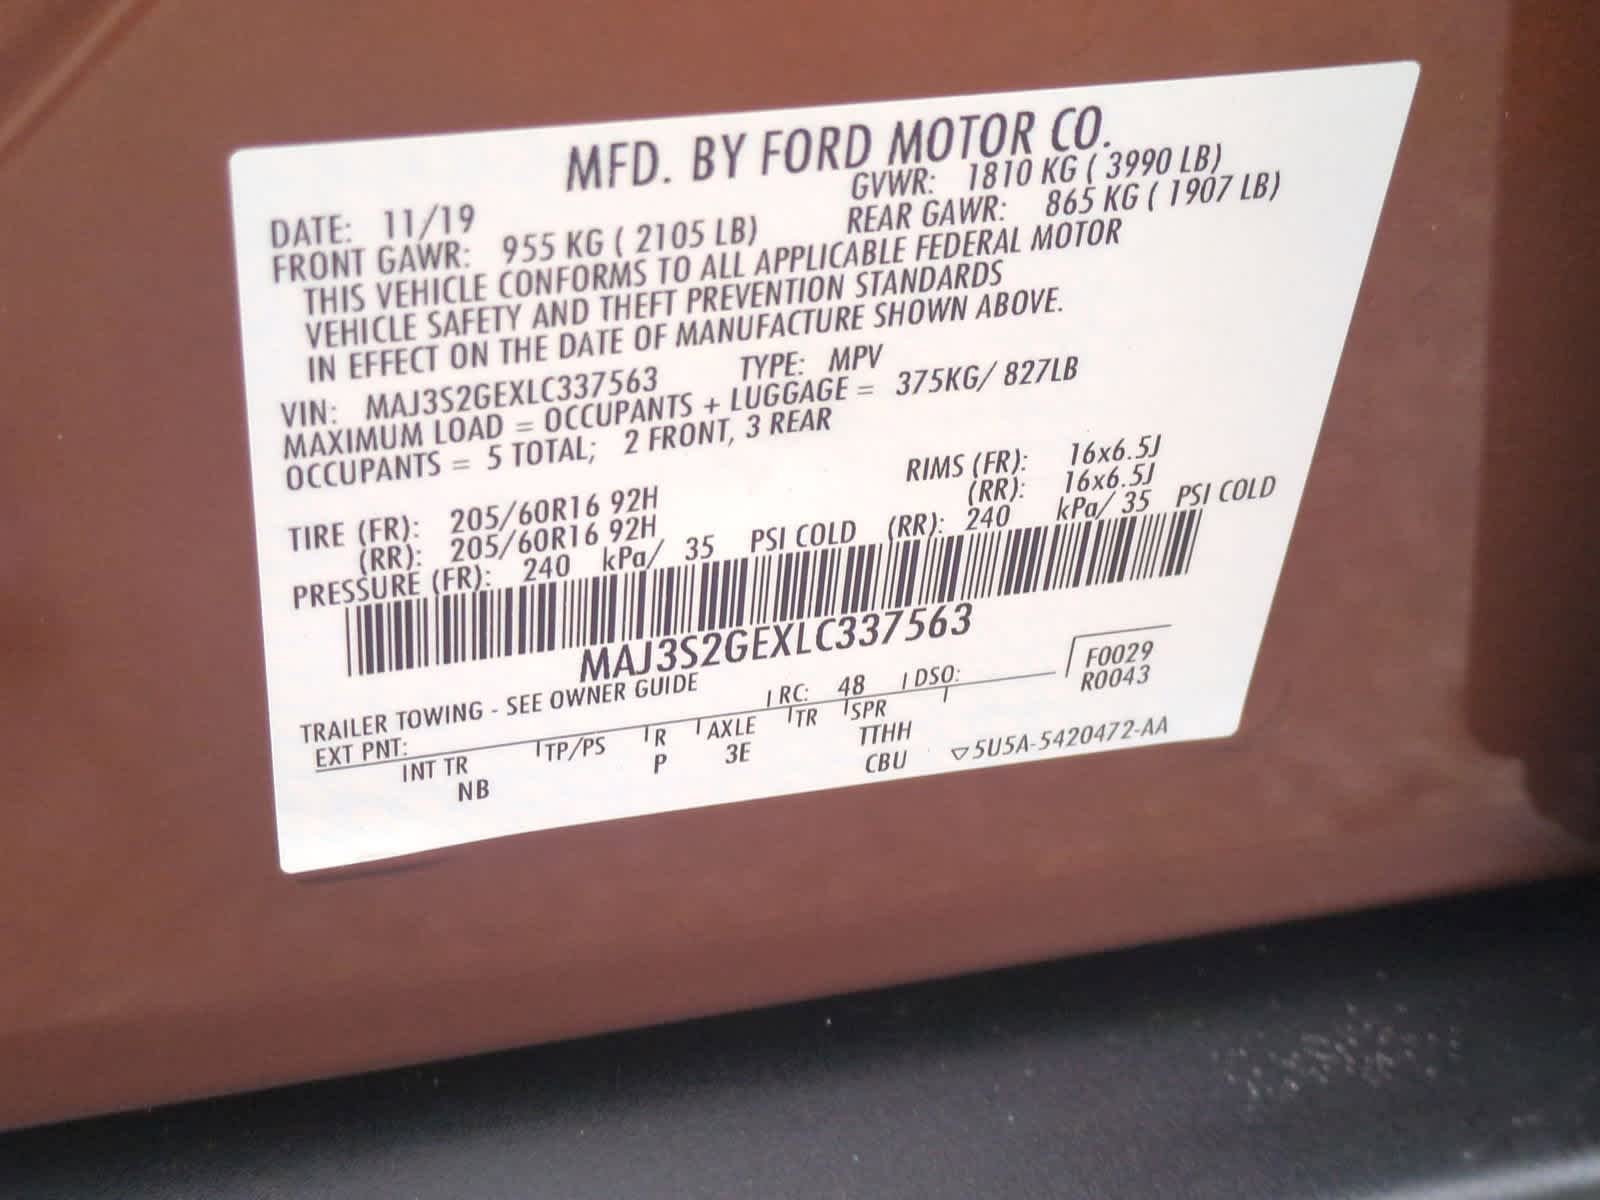 MFD. BY FORD MOTOR CO.
DATE: 11/19 GVWR: 1810 KG ( 3990 LB)
FRONT GAWR: 955 KG ( 2105 LB) REAR GAWR: 865 KG ( 1907 LB)
THIS VEHICLE CONFORMS TO ALL APPLICABLE FEDERAL MOTOR
VEHICLE SAFETY AND THEFT PREVENTION STANDARDS
IN EFFECT ON THE DATE OF MANUFACTURE SHOWN ABOVE.
VIN: MAJ3S2GEXLC337563 TYPE: MPV
MAXIMUM LOAD = OCCUPANTS + LUGGAGE = 375KG/ 827LB
OCCUPANTS = 5 TOTAL; 2 FRONT, 3 REAR
TIRE (FR): 205/60R16 92H RIMS (FR): 16x6.5J
(RR): 205/60R16 92H (RR): 16x6.5J
PRESSURE (FR): 240 kPa/ 35 PSI COLD (RR): 240 kPa/ 35 PSI COLD
MAJ3S2GEXLC337563
TRAILER TOWING - SEE OWNER GUIDE F0029
EXT PNT: RC: 48 DSO: R0043
INT TR TP/PS R AXLE TR SPR
NB P 3E TTHH
CBU ▽5U5A-5420472-AA